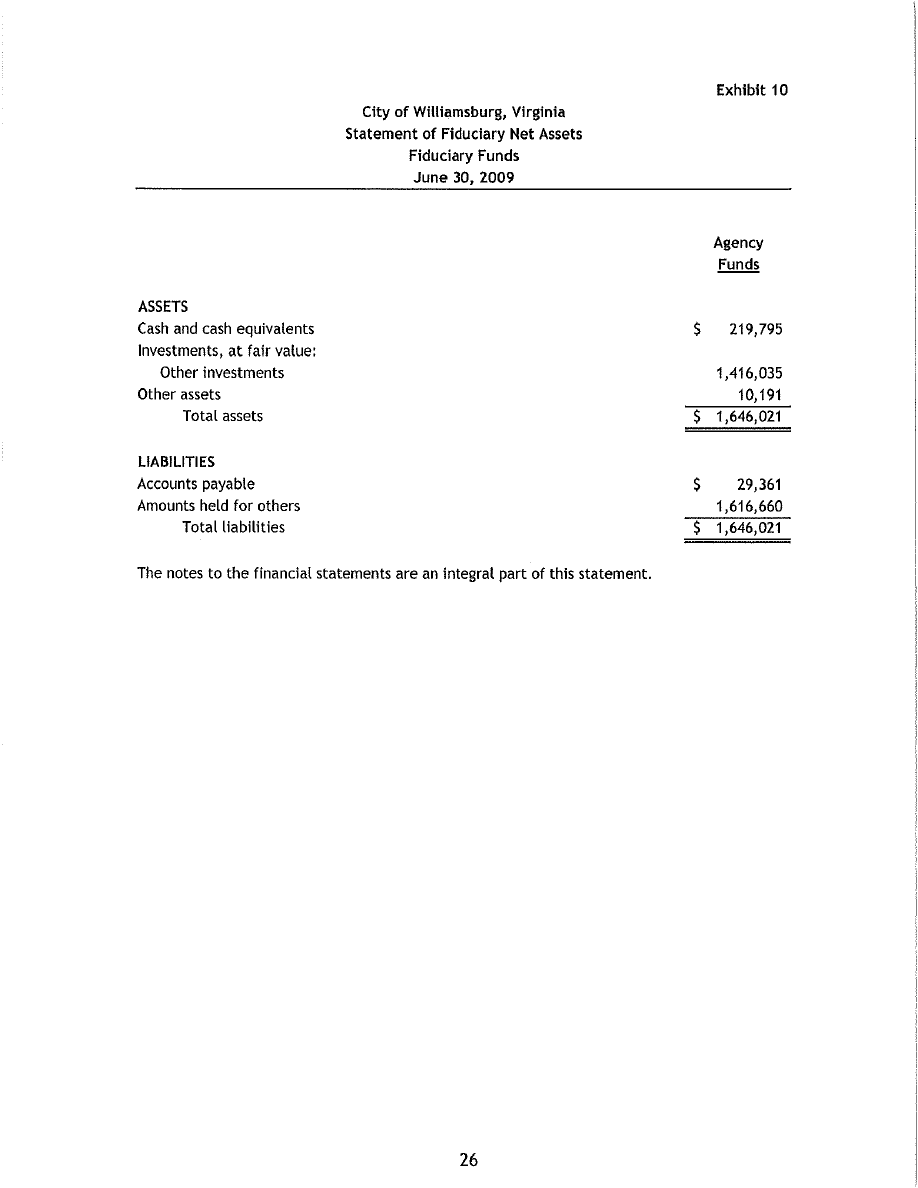 Exhibit 10
City of Williamsburg, Virginia
Statement of Fiduciary Net Assets
Fiduciary Funds
June 30, 2009
Agency
Funds
ASSETS
Cash and cash equivalents $ 219,795
Investments, at fair value:
Other investments 1,416,035
Other assets 10,191
Total assets $ 1,646,021
LIABILITIES
Accounts payable $ 29,361
Amounts held for others 1,616,660
Total liabilities $ 1,646,021
The notes to the financial statements are an integral part of this statement.
26